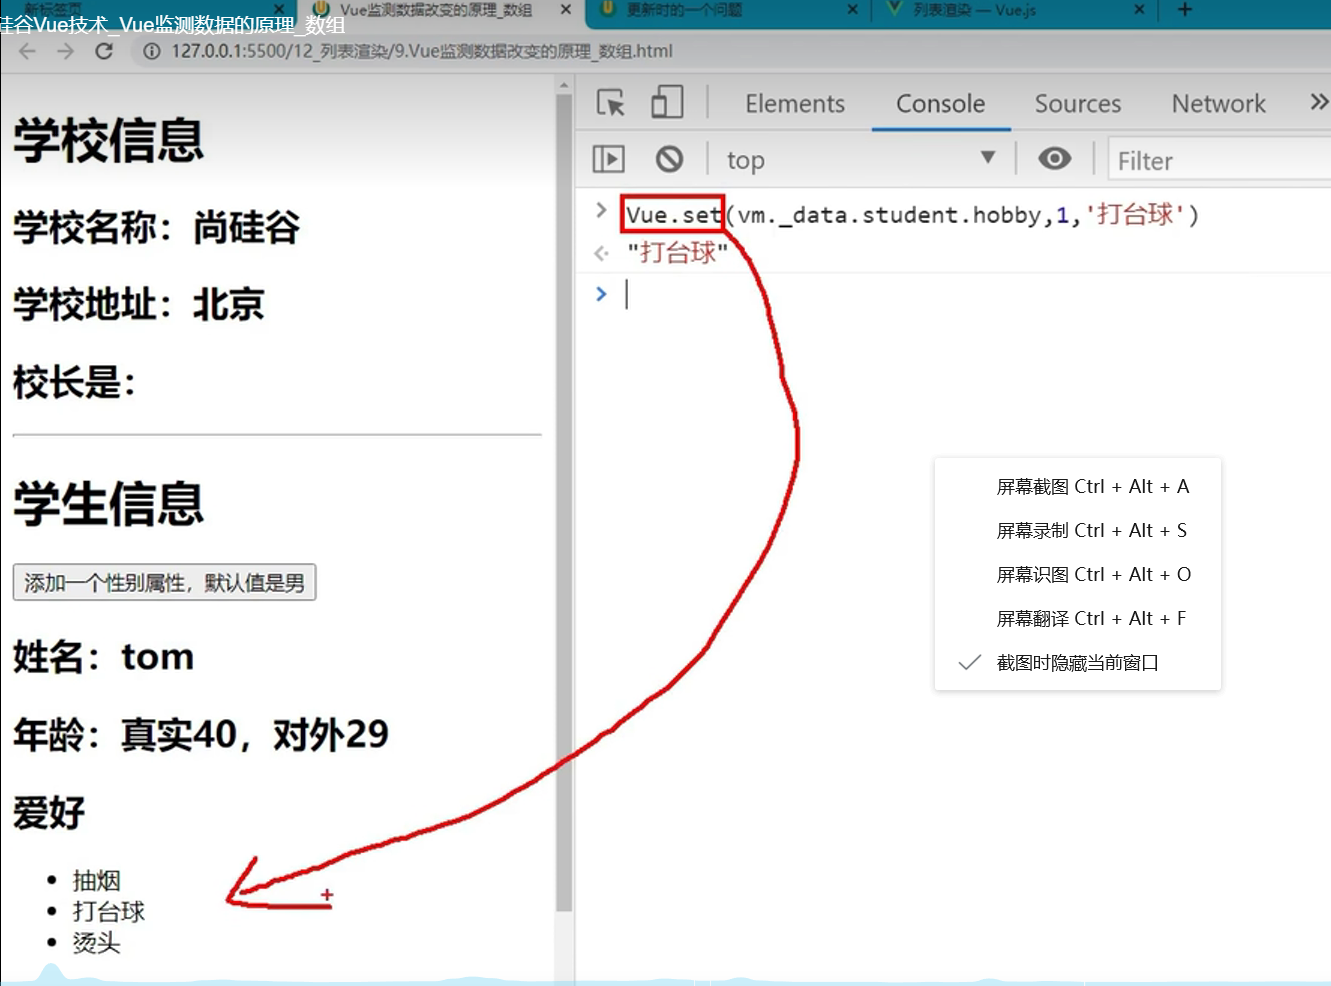 新标签页
Vue监测数据改变的原理_数组
更新时的一个问题
列表渲染 — Vue.js
硅谷Vue技术_Vue监测数据的原理_数组
127.0.0.1:5500/12_列表渲染/9.Vue监测数据改变的原理_数组.html
学校信息
学校名称：尚硅谷
学校地址：北京
校长是：
学生信息
添加一个性别属性，默认值是男
姓名：tom
年龄：真实40，对外29
爱好
抽烟
打台球
烫头
Elements Console Sources Network
top
Filter
Vue.set(vm._data.student.hobby,1,'打台球')
"打台球"
屏幕截图 Ctrl + Alt + A
屏幕录制 Ctrl + Alt + S
屏幕识图 Ctrl + Alt + O
屏幕翻译 Ctrl + Alt + F
截图时隐藏当前窗口